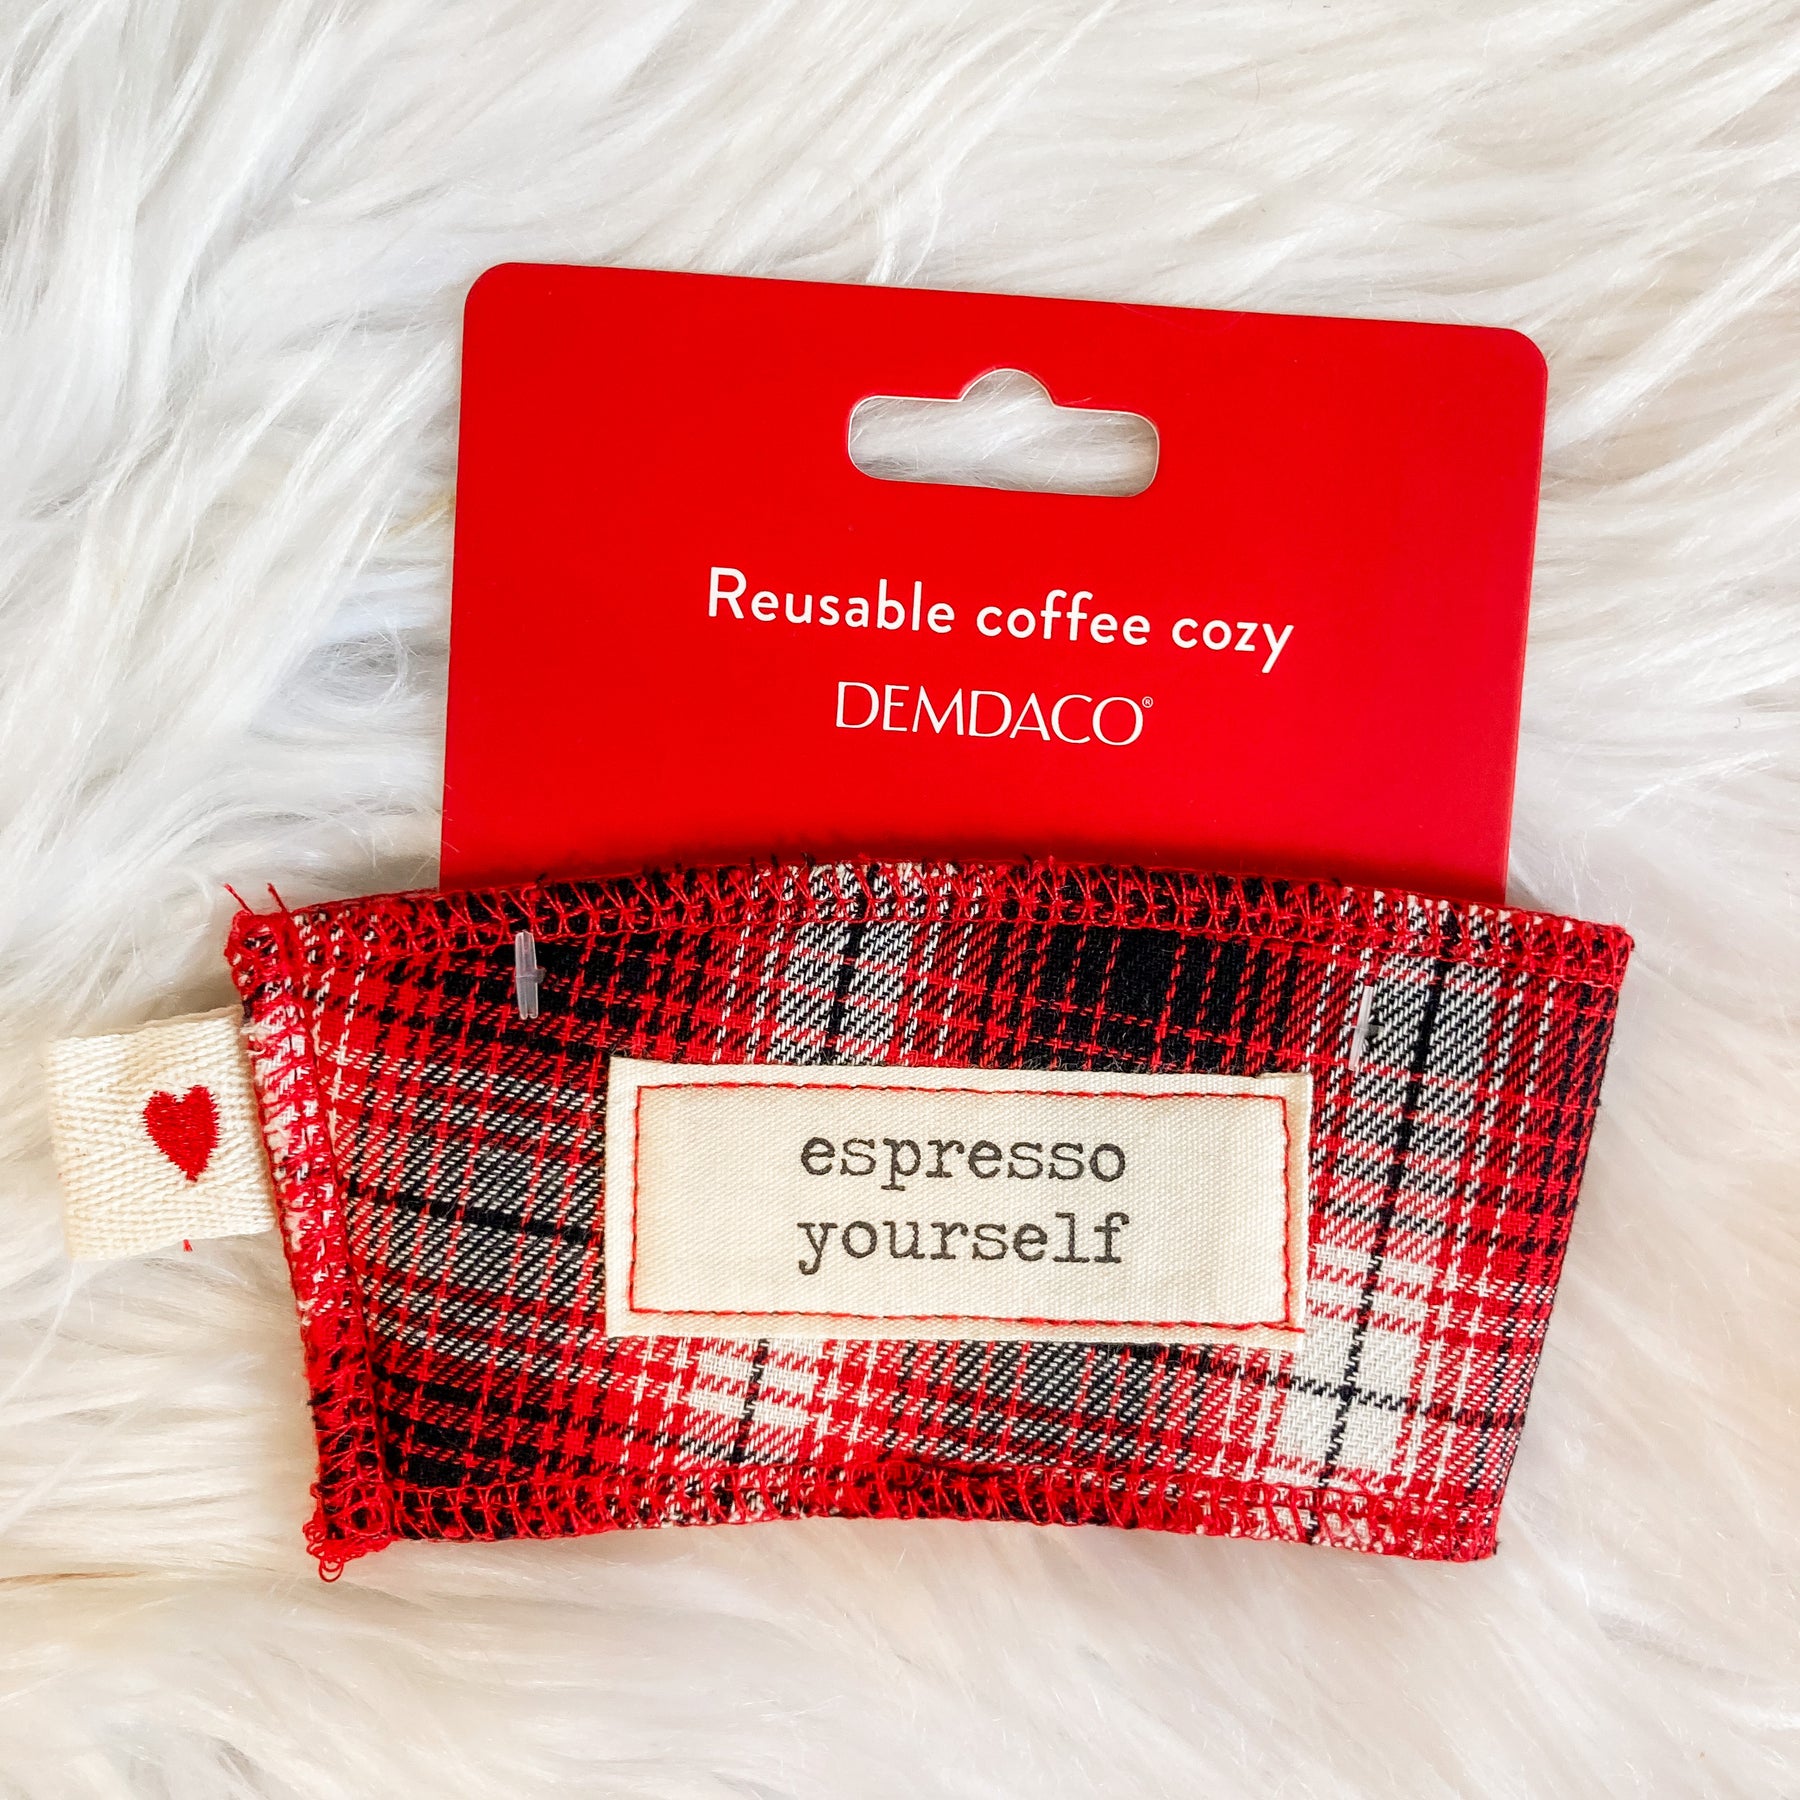 Reusable coffee cozy
DEMDACO®
espresso
yourself